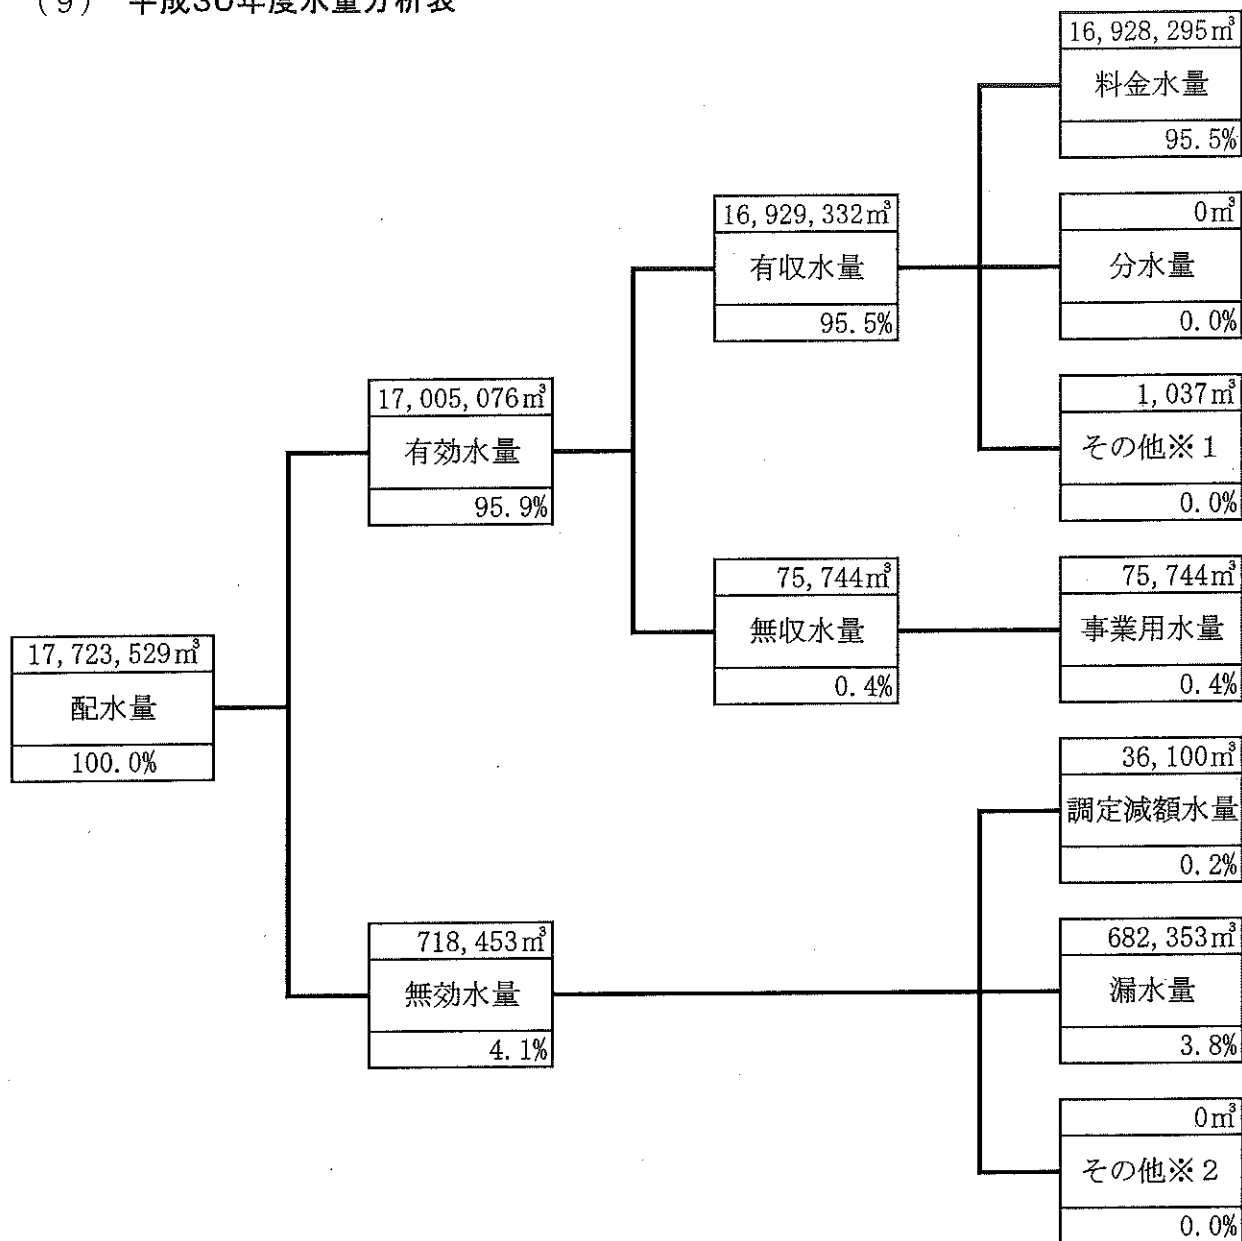 (9) 平成30年度水量分析表
16,928,295㎥
料金水量
95.5%
0㎥
分水量
0.0%
16,929,332㎥
有収水量
95.5%
1,037㎥
その他※1
0.0%
17,005,076㎥
有効水量
95.9%
75,744㎥
無収水量
0.4%
75,744㎥
事業用水量
0.4%
17,723,529㎥
配水量
100.0%
36,100㎥
調定減額水量
0.2%
718,453㎥
無効水量
4.1%
682,353㎥
漏水量
3.8%
0㎥
その他※2
0.0%